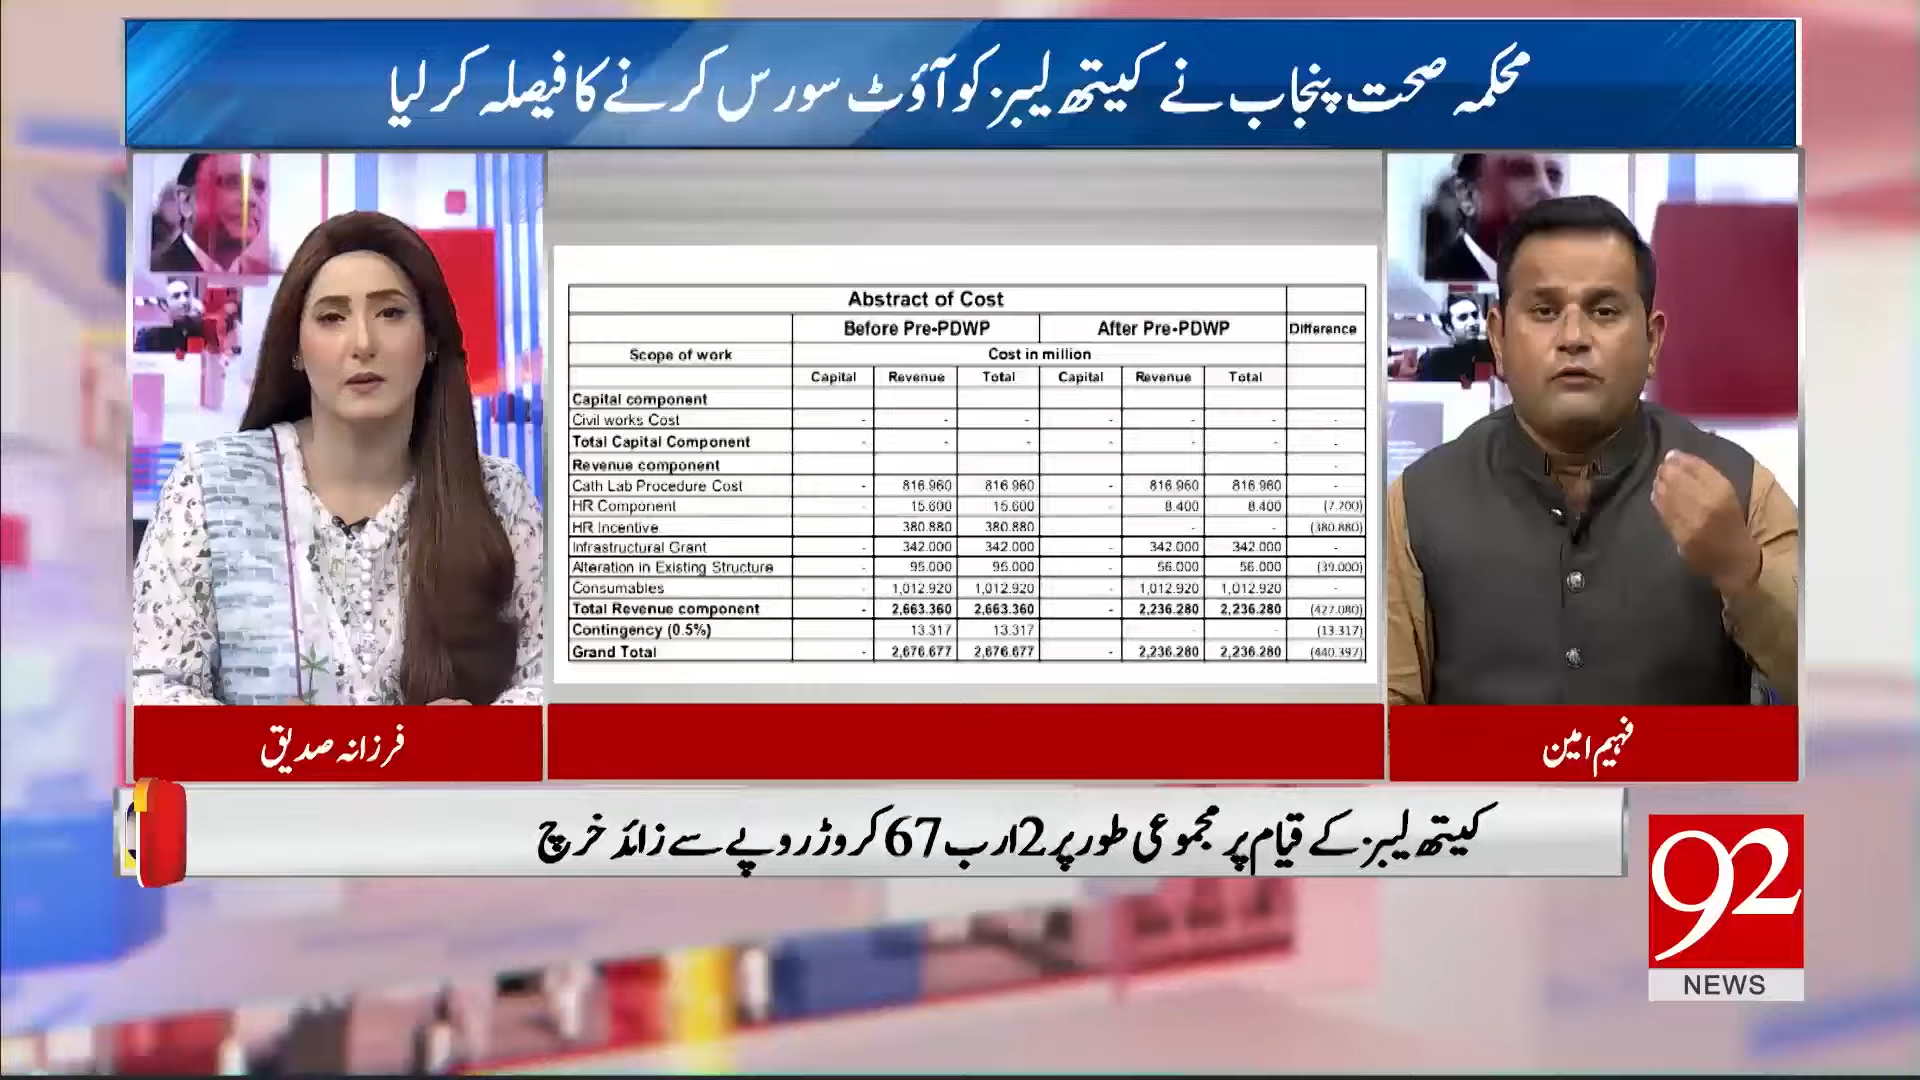 محکمہ صحت پنجاب نے کیتھ لیبز کو آؤٹ سورس کرنے کا فیصلہ کر لیا
Abstract of Cost
Before Pre-PDWP After Pre-PDWP Difference
Scope of work Cost in million
Capital Revenue Total Capital Revenue Total
Capital component
Civil works Cost - - - - - - -
Total Capital Component - - - - - - -
Revenue component -
Cath Lab Procedure Cost - 816.960 816.960 - 816.960 816.960 -
HR Component - 15.600 15.600 - 8.400 8.400 (7.200)
HR Incentive 380.880 380.880 - - (380.880)
Infrastructural Grant - 342.000 342.000 - 342.000 342.000 -
Alteration in Existing Structure - 95.000 95.000 - 56.000 56.000 (39.000)
Consumables 1,012.920 1,012.920 1,012.920 1,012.920 -
Total Revenue component - 2,663.360 2,663.360 - 2,236.280 2,236.280 (427.080)
Contingency (0.5%) 13.317 13.317 - - (13.317)
Grand Total - 2,676.677 2,676.677 - 2,236.280 2,236.280 (440.397)
فرزانہ صدیق
فہیم امین
کیتھ لیبز کے قیام پر مجموعی طور پر 2 ارب 67 کروڑ روپے سے زائد خرچ
92
NEWS